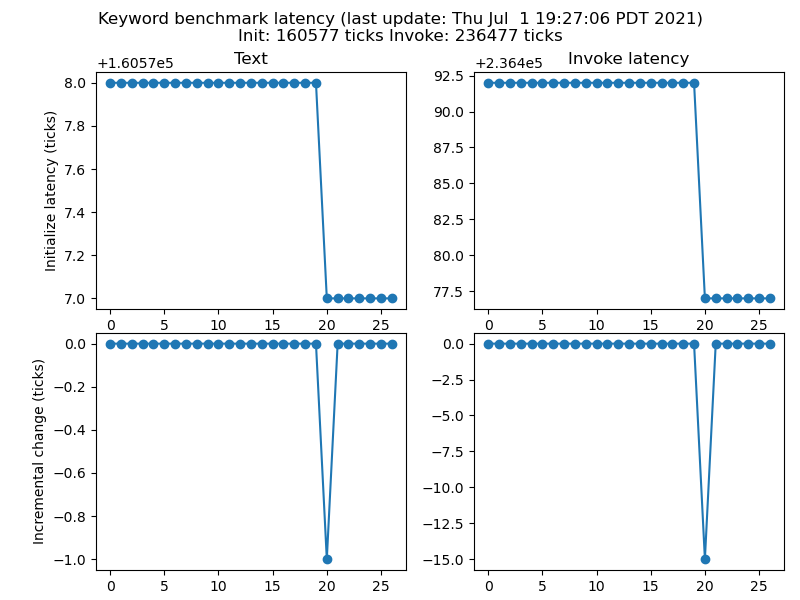 Keyword benchmark latency (last update: Thu Jul  1 19:27:06 PDT 2021)
Init: 160577 ticks Invoke: 236477 ticks
Text
+1.6057e5
8.0
7.8
7.6
7.4
7.2
7.0
Initialize latency (ticks)
0 5 10 15 20 25
Invoke latency
+2.364e5
92.5
90.0
87.5
85.0
82.5
80.0
77.5
0 5 10 15 20 25
0.0
−0.2
−0.4
−0.6
−0.8
−1.0
Incremental change (ticks)
0 5 10 15 20 25
0.0
−2.5
−5.0
−7.5
−10.0
−12.5
−15.0
0 5 10 15 20 25